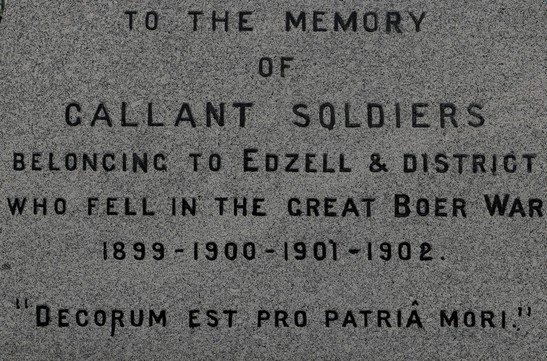 TO THE MEMORY
OF
GALLANT SOLDIERS
BELONGING TO EDZELL & DISTRICT
WHO FELL IN THE GREAT BOER WAR
1899-1900-1901-1902.
"DECORUM EST PRO PATRIÂ MORI."